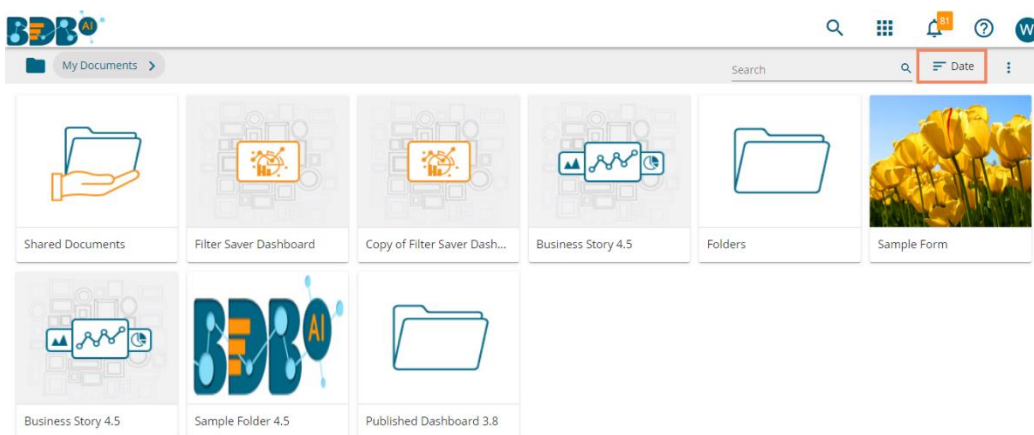 BDB AI
81
W
My Documents
Search
Date
Shared Documents
Filter Saver Dashboard
Copy of Filter Saver Dash...
Business Story 4.5
Folders
Sample Form
BDB AI
Business Story 4.5
Sample Folder 4.5
Published Dashboard 3.8